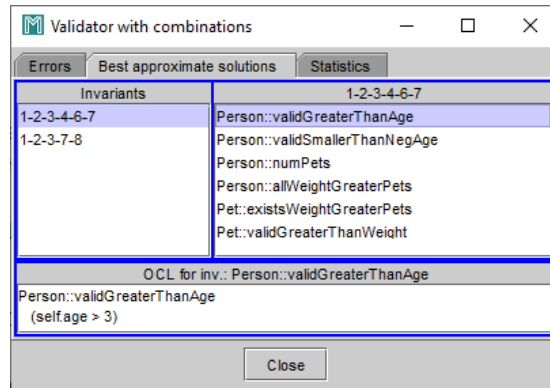 Validator with combinations
Errors Best approximate solutions Statistics
Invariants
1-2-3-4-6-7
1-2-3-7-8
1-2-3-4-6-7
Person::validGreaterThanAge
Person::validSmallerThanNegAge
Person::numPets
Person::allWeightGreaterPets
Pet::existsWeightGreaterPets
Pet::validGreaterThanWeight
OCL for inv.: Person::validGreaterThanAge
Person::validGreaterThanAge
(self.age > 3)
Close